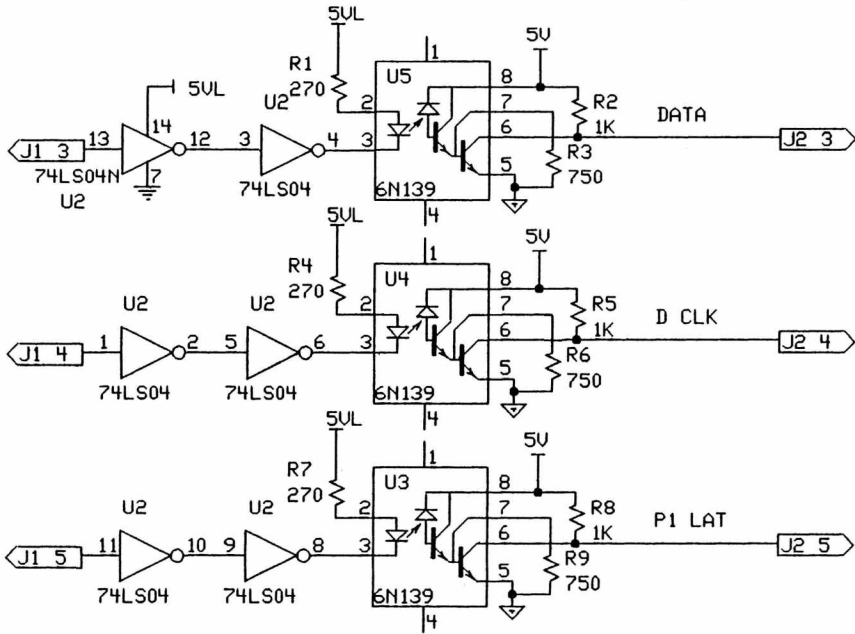 5VL
1
5V
R1
270
U5
8
5VL
U2
2
7
R2
13
14
12
3
4
3
6
1K
DATA
J1 3
J2 3
74LS04N
7
74LS04
5
R3
750
U2
6N139
4
5VL
1
5V
R4
270
U4
8
U2
U2
2
7
R5
1
2
5
6
3
6
1K
D CLK
J1 4
J2 4
74LS04
74LS04
5
R6
750
6N139
4
5VL
1
5V
R7
270
U3
8
U2
U2
2
7
R8
11
10
9
8
3
6
1K
P1 LAT
J1 5
J2 5
74LS04
74LS04
5
R9
750
6N139
4